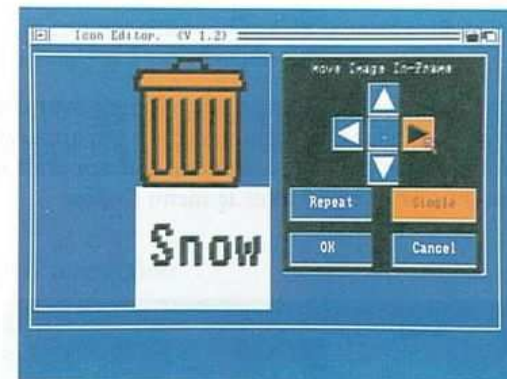 Icon Editor. (V 1.2)
Move Image In-Frame
Snow
Repeat
Single
OK
Cancel